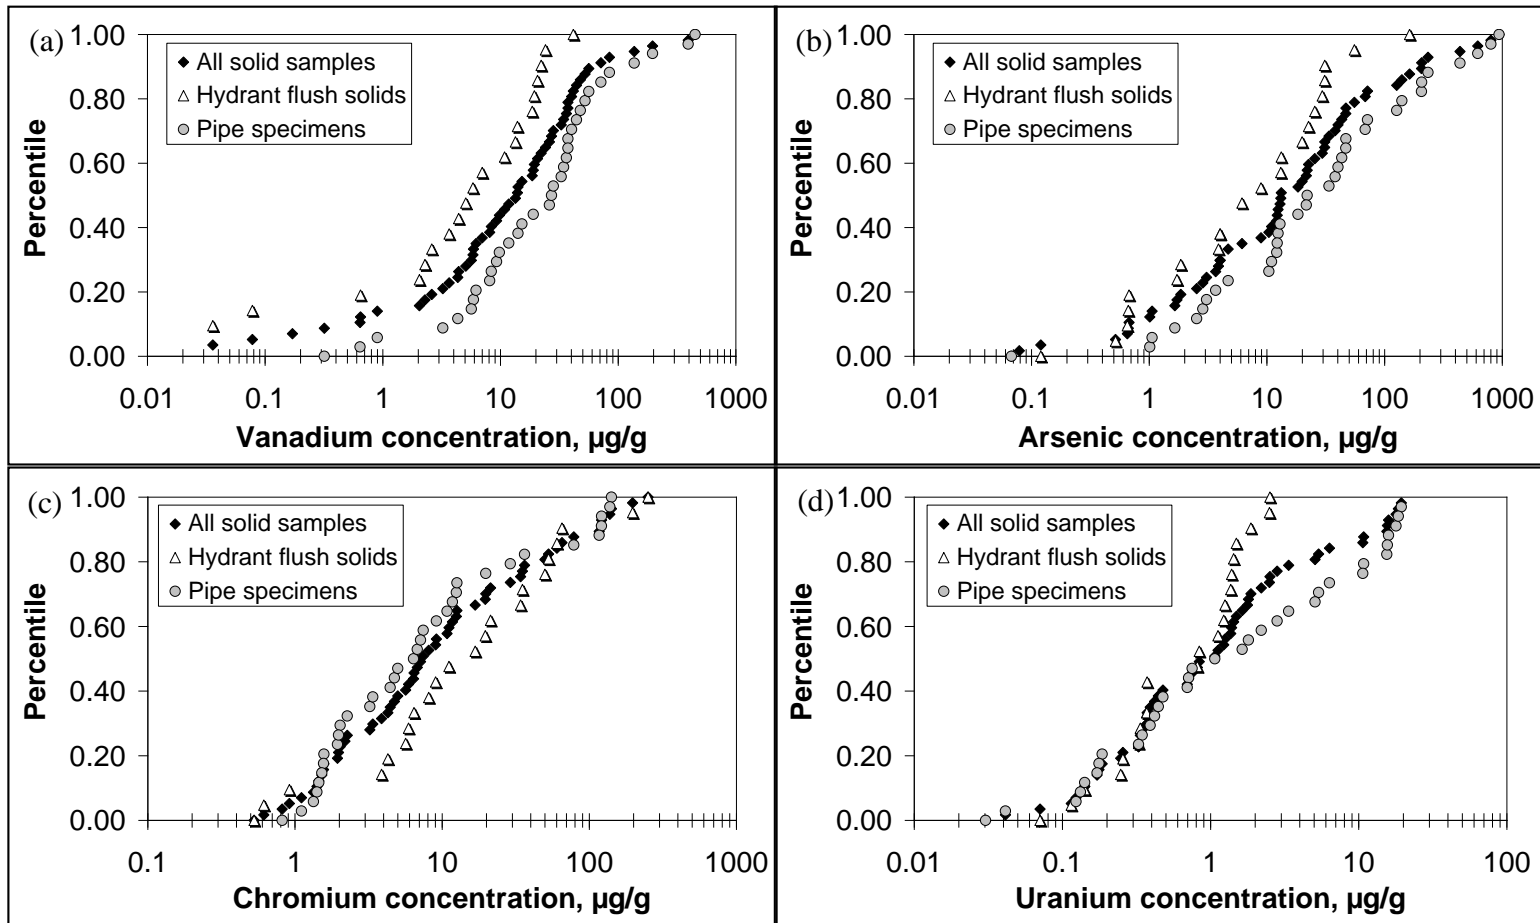 (a)
1.00
0.80
0.60
0.40
0.20
0.00
Percentile
All solid samples
Hydrant flush solids
Pipe specimens
0.01 0.1 1 10 100 1000
Vanadium concentration, µg/g
(b)
1.00
0.80
0.60
0.40
0.20
0.00
Percentile
All solid samples
Hydrant flush solids
Pipe specimens
0.01 0.1 1 10 100 1000
Arsenic concentration, µg/g
(c)
1.00
0.80
0.60
0.40
0.20
0.00
Percentile
All solid samples
Hydrant flush solids
Pipe specimens
0.1 1 10 100 1000
Chromium concentration, µg/g
(d)
1.00
0.80
0.60
0.40
0.20
0.00
Percentile
All solid samples
Hydrant flush solids
Pipe specimens
0.01 0.1 1 10 100
Uranium concentration, µg/g